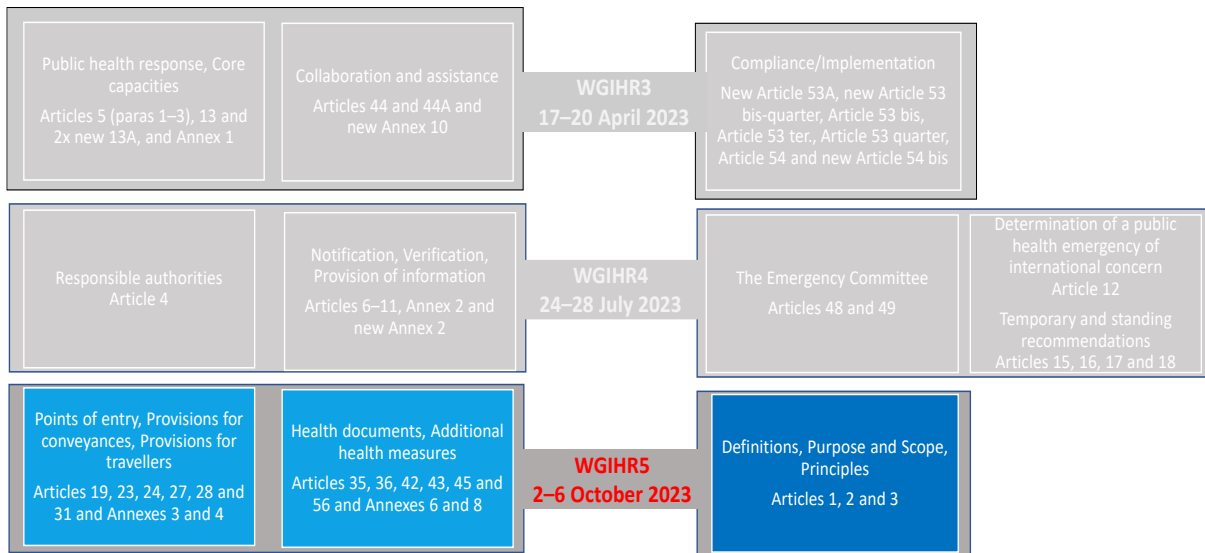 Public health response, Core
capacities
Articles 5 (paras 1–3), 13 and
2x new 13A, and Annex 1
Collaboration and assistance
Articles 44 and 44A and
new Annex 10
WGIHR3
17–20 April 2023
Compliance/Implementation
New Article 53A, new Article 53
bis-quarter, Article 53 bis,
Article 53 ter., Article 53 quarter,
Article 54 and new Article 54 bis
Responsible authorities
Article 4
Notification, Verification,
Provision of information
Articles 6–11, Annex 2 and
new Annex 2
WGIHR4
24–28 July 2023
The Emergency Committee
Articles 48 and 49
Determination of a public
health emergency of
international concern
Article 12
Temporary and standing
recommendations
Articles 15, 16, 17 and 18
Points of entry, Provisions for
conveyances, Provisions for
travellers
Articles 19, 23, 24, 27, 28 and
31 and Annexes 3 and 4
Health documents, Additional
health measures
Articles 35, 36, 42, 43, 45 and
56 and Annexes 6 and 8
WGIHR5
2–6 October 2023
Definitions, Purpose and Scope,
Principles
Articles 1, 2 and 3